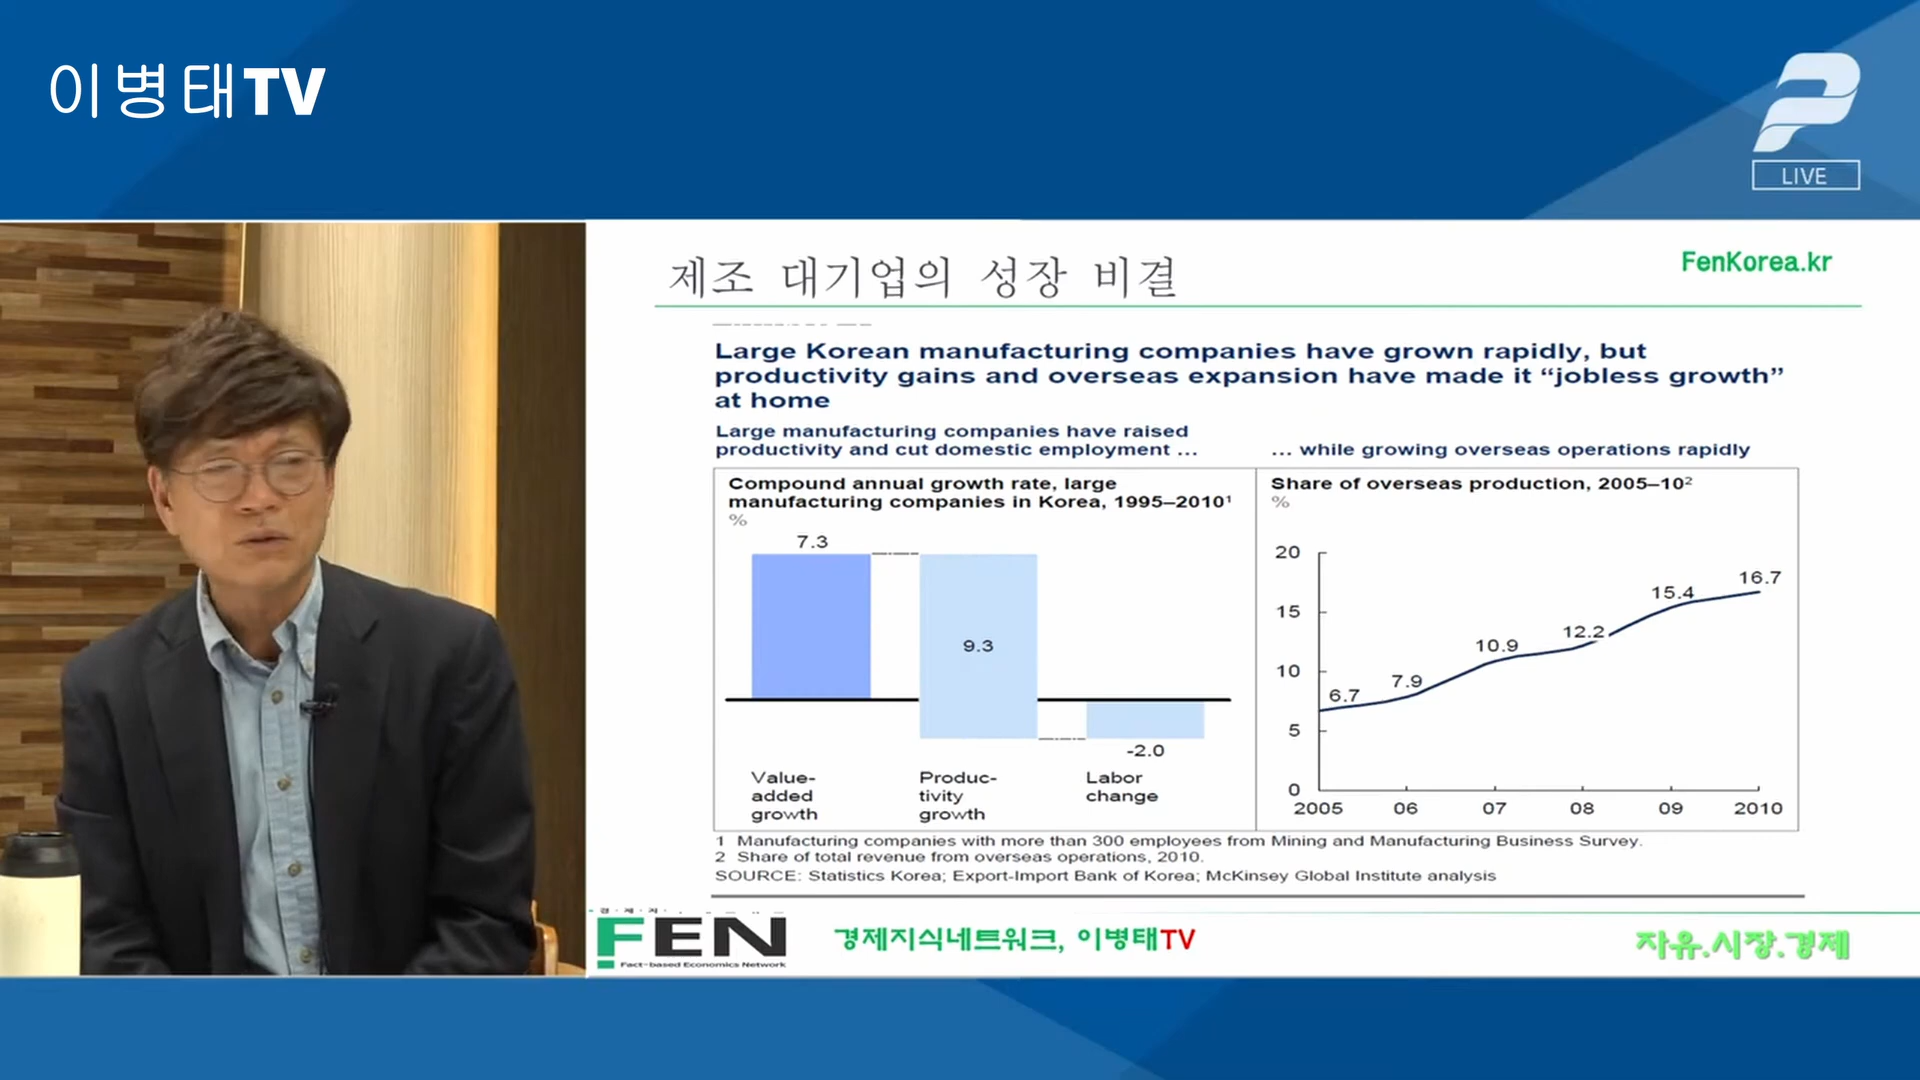 이병태TV
LIVE
제조 대기업의 성장 비결
FenKorea.kr
Large Korean manufacturing companies have grown rapidly, but
productivity gains and overseas expansion have made it “jobless growth”
at home
Large manufacturing companies have raised
productivity and cut domestic employment ...
... while growing overseas operations rapidly
Compound annual growth rate, large
manufacturing companies in Korea, 1995–2010¹
%
7.3
9.3
-2.0
Value-
added
growth
Produc-
tivity
growth
Labor
change
Share of overseas production, 2005–10²
%
20
15
10
5
0
6.7
7.9
10.9
12.2
15.4
16.7
2005
06
07
08
09
2010
1 Manufacturing companies with more than 300 employees from Mining and Manufacturing Business Survey.
2 Share of total revenue from overseas operations, 2010.
SOURCE: Statistics Korea; Export-Import Bank of Korea; McKinsey Global Institute analysis
FEN
Fact-based Economics Network
경제지식네트워크, 이병태TV
자유.시장.경제